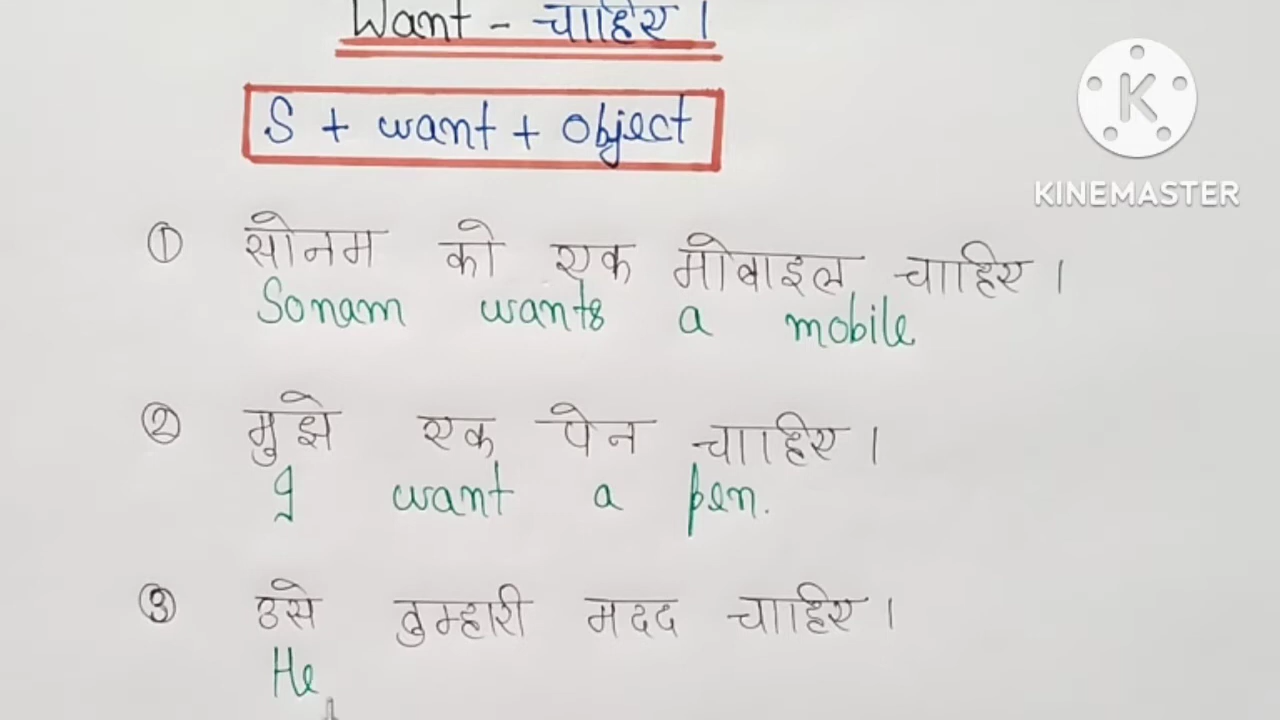 Want - चाहिए।
S + want + object
K
KINEMASTER
① सोनम को एक मोबाइल चाहिए।
Sonam wants a mobile
② मुझे एक पेन चाहिए।
I want a pen.
③ उसे तुम्हारी मदद चाहिए।
He